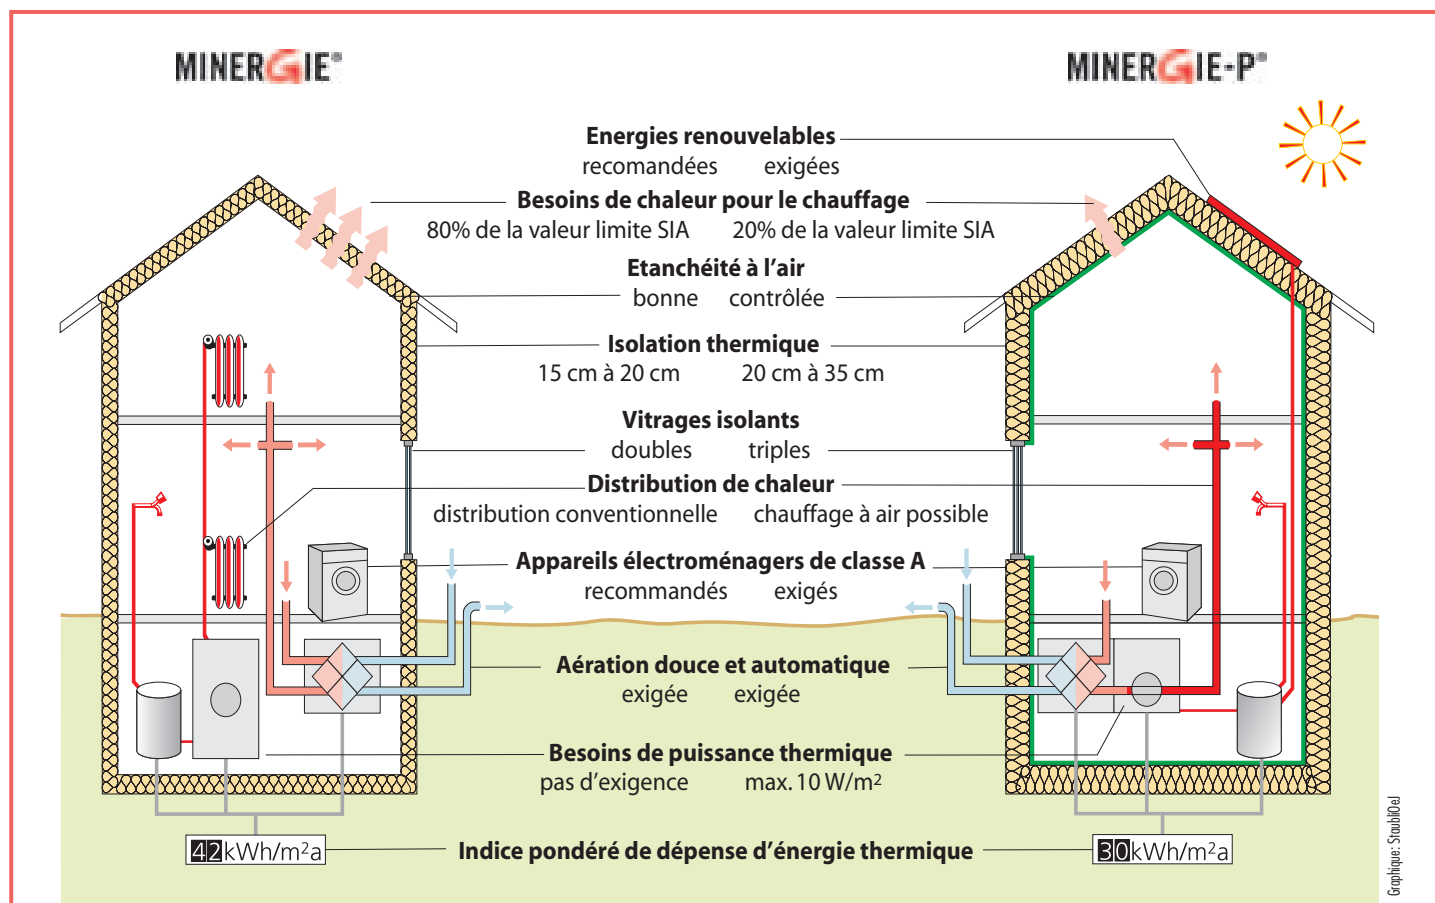 MINERGIE®
MINERGIE-P®
Energies renouvelables
recomandées exigées
Besoins de chaleur pour le chauffage
80% de la valeur limite SIA 20% de la valeur limite SIA
Etanchéité à l’air
bonne contrôlée
Isolation thermique
15 cm à 20 cm 20 cm à 35 cm
Vitrages isolants
doubles triples
Distribution de chaleur
distribution conventionnelle chauffage à air possible
Appareils électroménagers de classe A
recommandés exigés
Aération douce et automatique
exigée exigée
Besoins de puissance thermique
pas d’exigence max. 10 W/m²
42kWh/m²a
Indice pondéré de dépense d’énergie thermique
30kWh/m²a
Graphique: StaubliOeJ